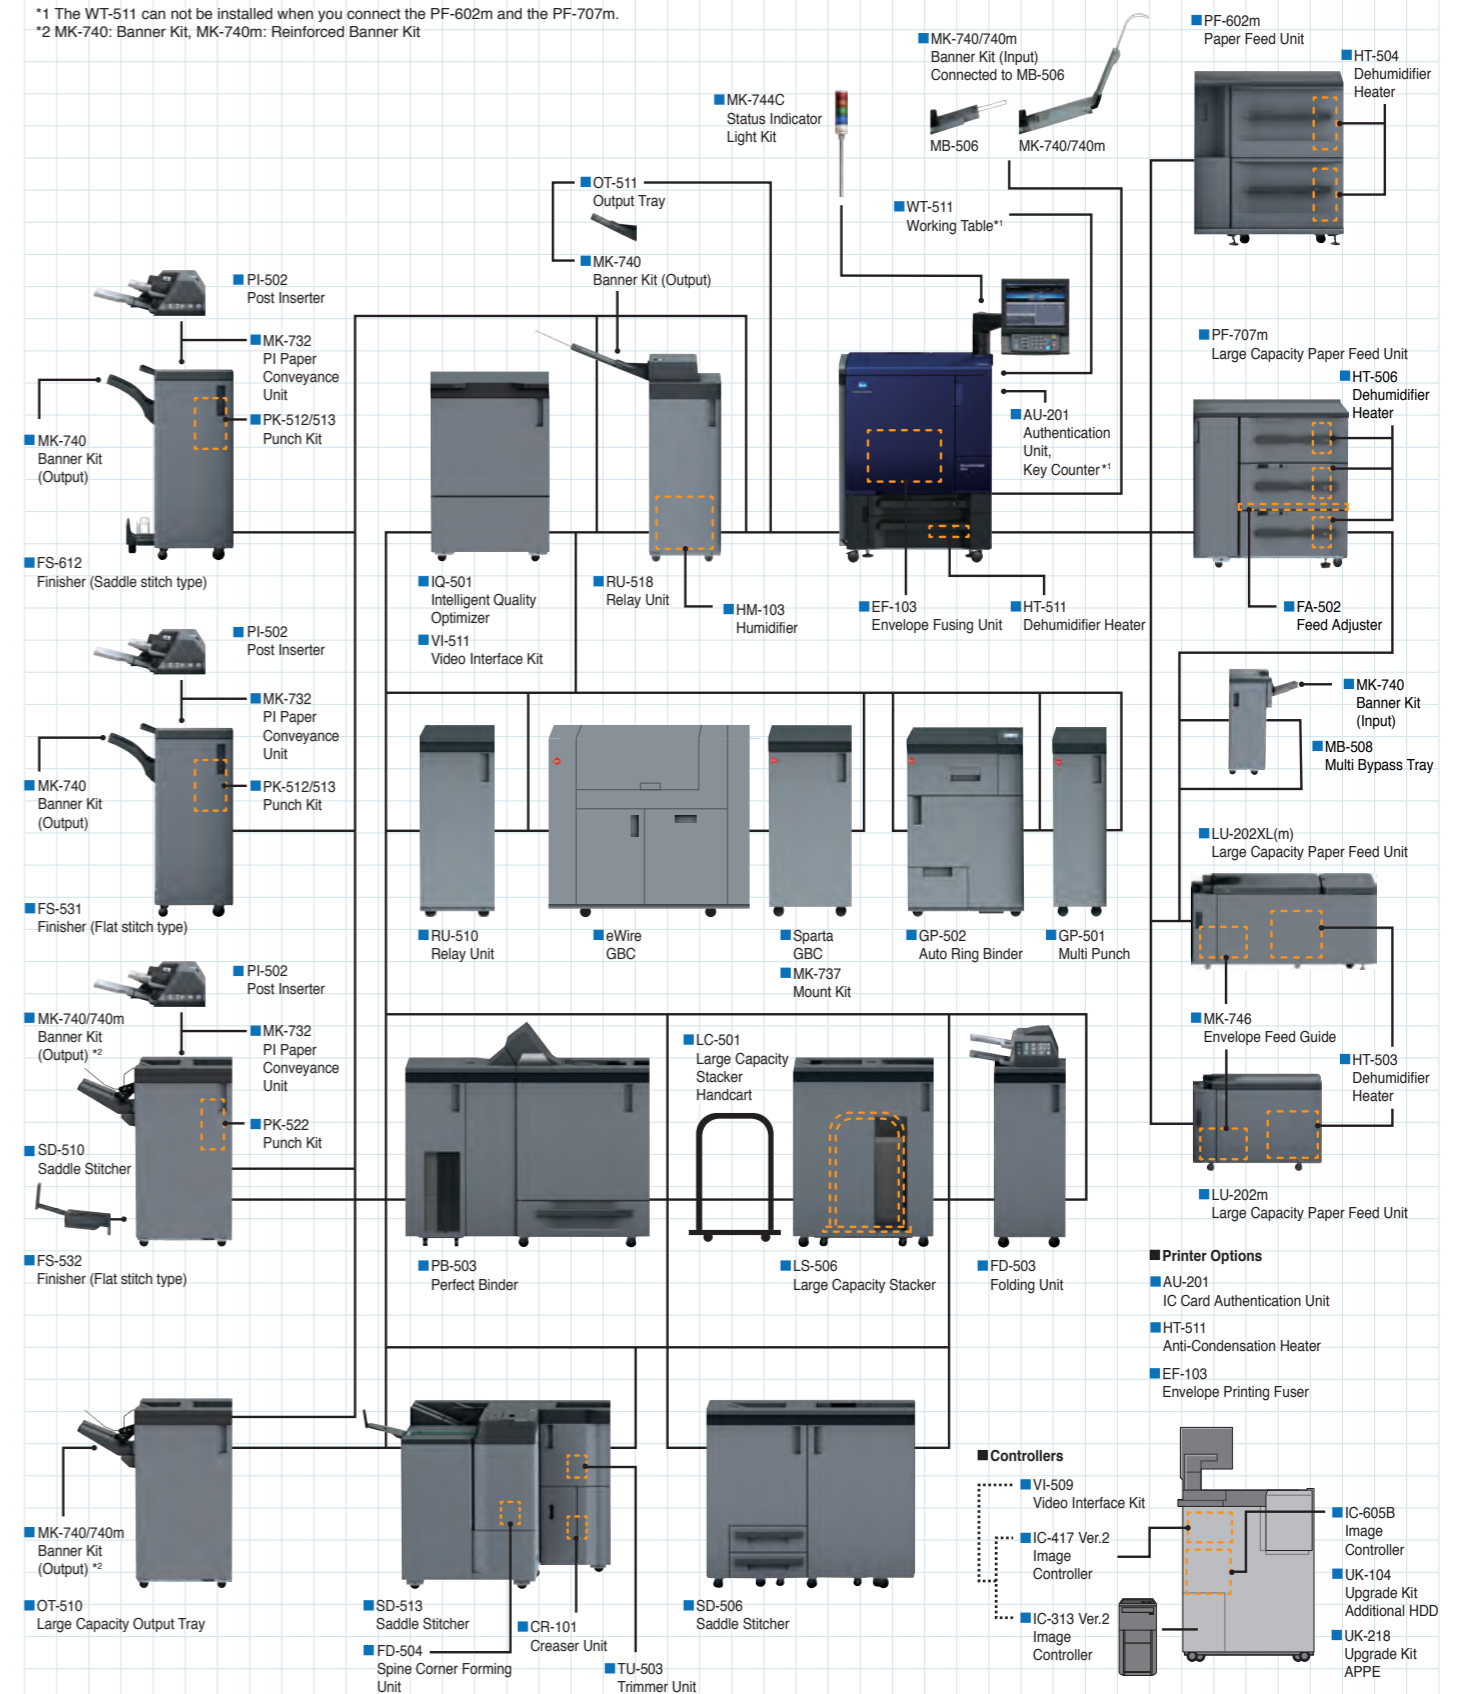 *1 The WT-511 can not be installed when you connect the PF-602m and the PF-707m.
*2 MK-740: Banner Kit, MK-740m: Reinforced Banner Kit
PF-602m
Paper Feed Unit
HT-504
Dehumidifier
Heater
MK-740/740m
Banner Kit (Input)
Connected to MB-506
MB-506
MK-740/740m
MK-744C
Status Indicator
Light Kit
OT-511
Output Tray
WT-511
Working Table*1
MK-740
Banner Kit (Output)
PI-502
Post Inserter
MK-732
PI Paper
Conveyance
Unit
PK-512/513
Punch Kit
MK-740
Banner Kit
(Output)
FS-612
Finisher (Saddle stitch type)
IQ-501
Intelligent Quality
Optimizer
VI-511
Video Interface Kit
RU-518
Relay Unit
HM-103
Humidifier
AU-201
Authentication
Unit,
Key Counter*1
EF-103
Envelope Fusing Unit
HT-511
Dehumidifier Heater
PF-707m
Large Capacity Paper Feed Unit
HT-506
Dehumidifier
Heater
FA-502
Feed Adjuster
PI-502
Post Inserter
MK-732
PI Paper
Conveyance
Unit
PK-512/513
Punch Kit
MK-740
Banner Kit
(Output)
FS-531
Finisher (Flat stitch type)
MK-740
Banner Kit
(Input)
MB-508
Multi Bypass Tray
RU-510
Relay Unit
eWire
GBC
Sparta
GBC
MK-737
Mount Kit
GP-502
Auto Ring Binder
GP-501
Multi Punch
LU-202XL(m)
Large Capacity Paper Feed Unit
MK-746
Envelope Feed Guide
HT-503
Dehumidifier
Heater
LU-202m
Large Capacity Paper Feed Unit
PI-502
Post Inserter
MK-740/740m
Banner Kit
(Output) *2
MK-732
PI Paper
Conveyance
Unit
PK-522
Punch Kit
SD-510
Saddle Stitcher
FS-532
Finisher (Flat stitch type)
PB-503
Perfect Binder
LC-501
Large Capacity
Stacker
Handcart
LS-506
Large Capacity Stacker
FD-503
Folding Unit
Printer Options
AU-201
IC Card Authentication Unit
HT-511
Anti-Condensation Heater
EF-103
Envelope Printing Fuser
MK-740/740m
Banner Kit
(Output) *2
OT-510
Large Capacity Output Tray
SD-513
Saddle Stitcher
FD-504
Spine Corner Forming
Unit
CR-101
Creaser Unit
TU-503
Trimmer Unit
SD-506
Saddle Stitcher
Controllers
VI-509
Video Interface Kit
IC-417 Ver.2
Image
Controller
IC-313 Ver.2
Image
Controller
IC-605B
Image
Controller
UK-104
Upgrade Kit
Additional HDD
UK-218
Upgrade Kit
APPE